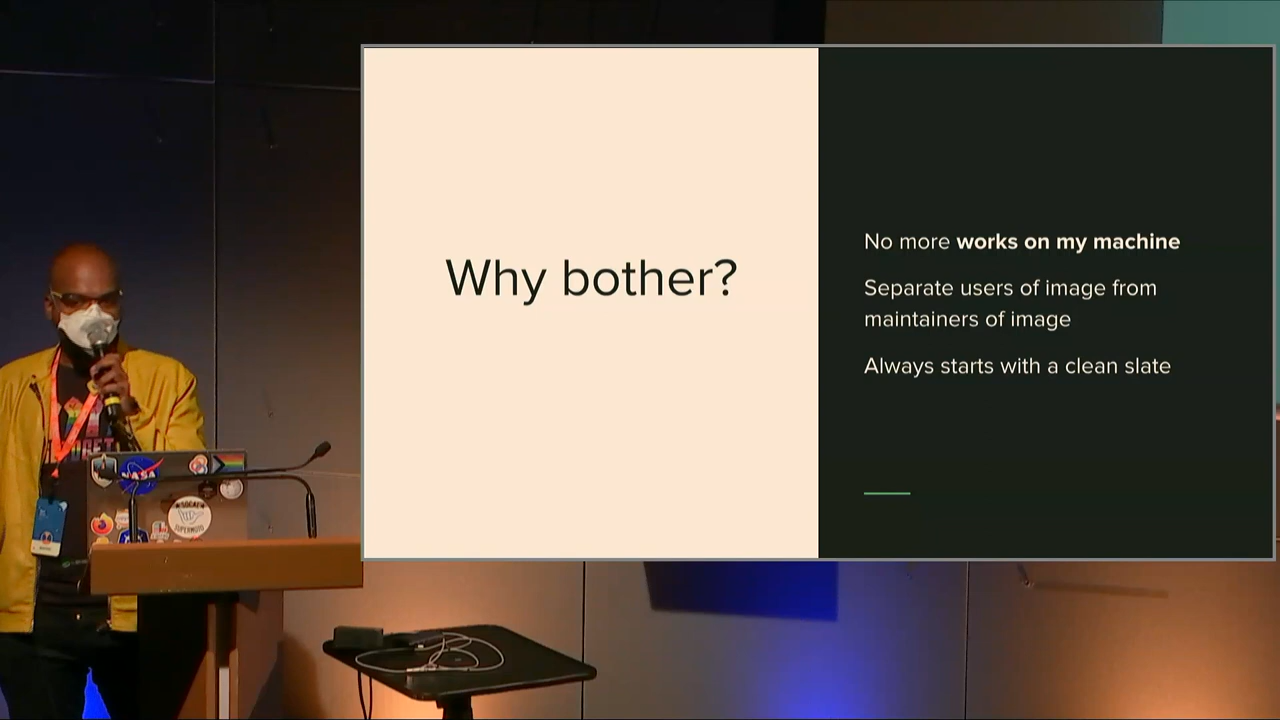 Why bother?
No more works on my machine
Separate users of image from
maintainers of image
Always starts with a clean slate
NASA
SUPERMOTO